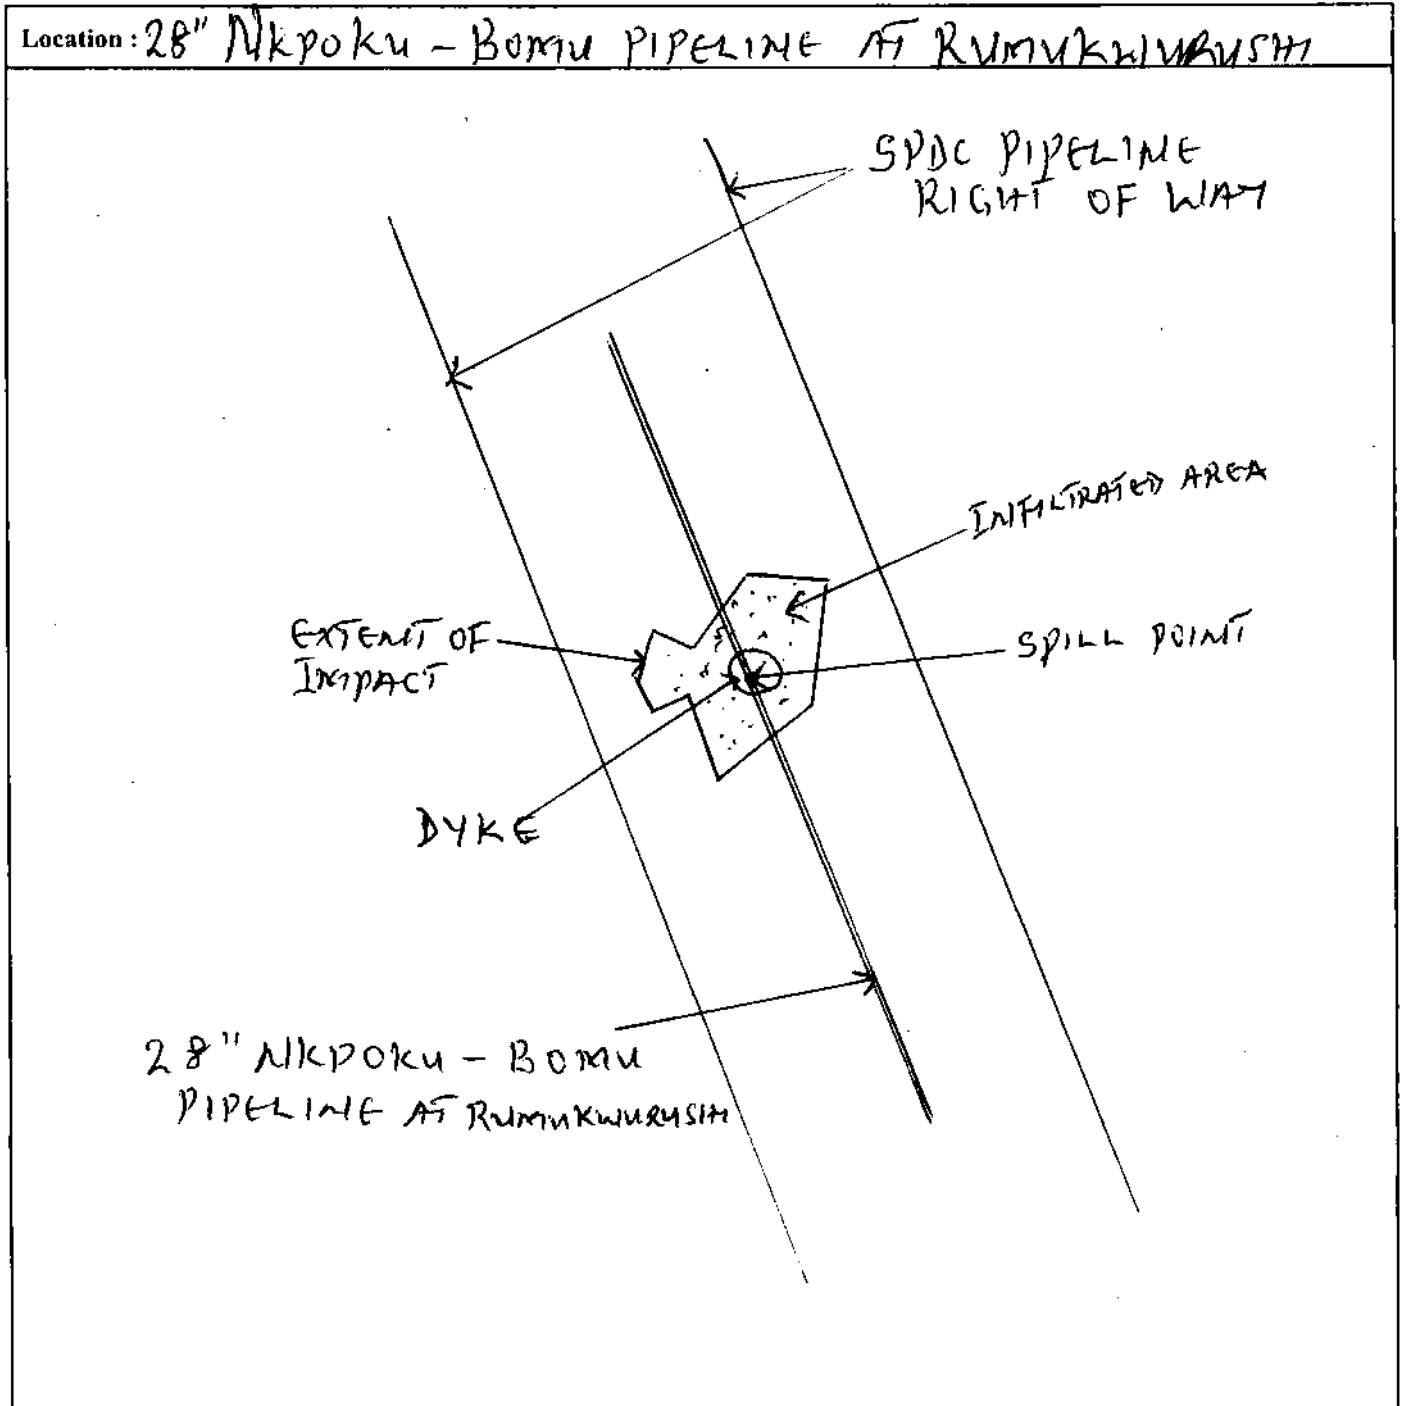 Location : 28" NKPOKU - BOMU PIPELINE AT RUMUKWURUSHI
SPDC PIPELINE
RIGHT OF WAY
INFILTRATED AREA
EXTENT OF
IMPACT
SPILL POINT
DYKE
28" NKPOKU - BOMU
PIPELINE AT RUMUKWURUSHI